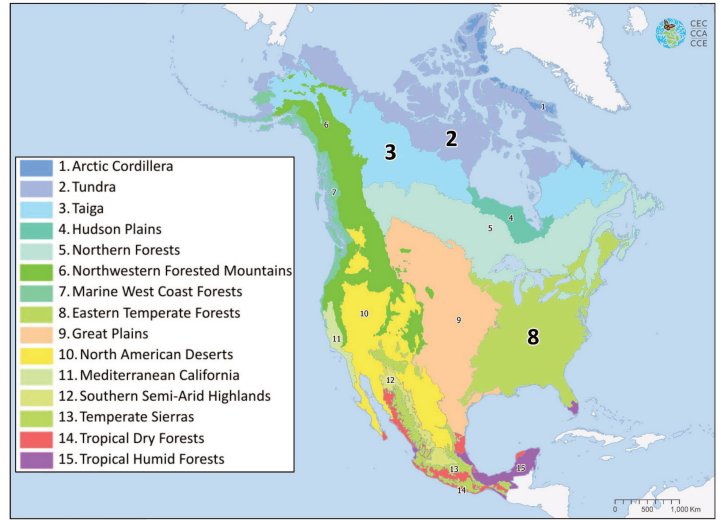 CEC
CCA
CCE
1
2
3
6
7
4
5
10
9
8
11
12
13
14
15
1. Arctic Cordillera
2. Tundra
3. Taiga
4. Hudson Plains
5. Northern Forests
6. Northwestern Forested Mountains
7. Marine West Coast Forests
8. Eastern Temperate Forests
9. Great Plains
10. North American Deserts
11. Mediterranean California
12. Southern Semi-Arid Highlands
13. Temperate Sierras
14. Tropical Dry Forests
15. Tropical Humid Forests
0 500 1,000 Km